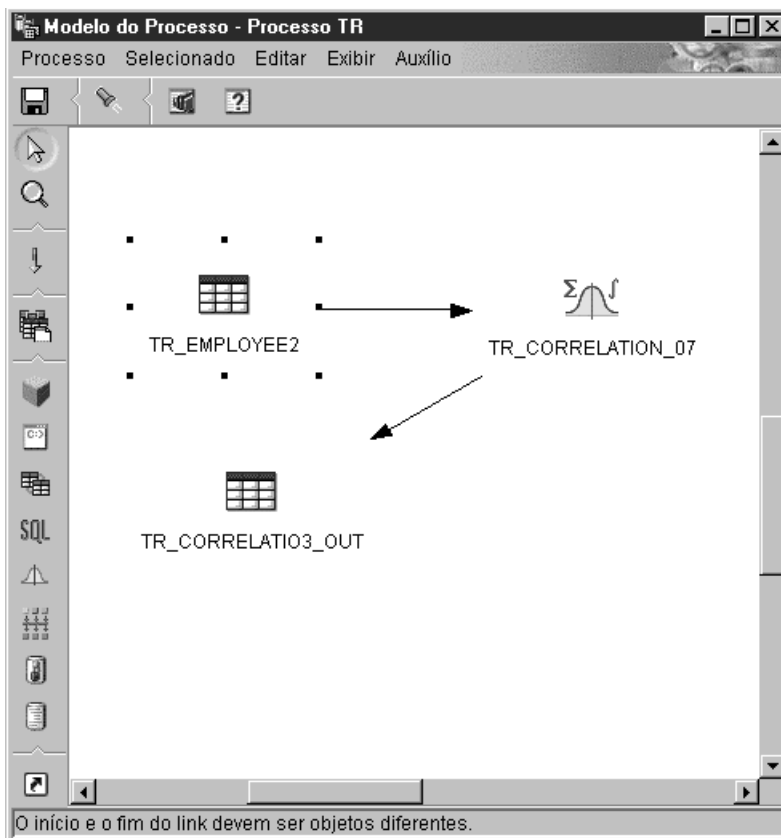 Modelo do Processo - Processo TR
Processo Selecionado Editar Exibir Auxílio
TR_EMPLOYEE2
TR_CORRELATION_07
TR_CORRELATIO3_OUT
SQL
O início e o fim do link devem ser objetos diferentes.